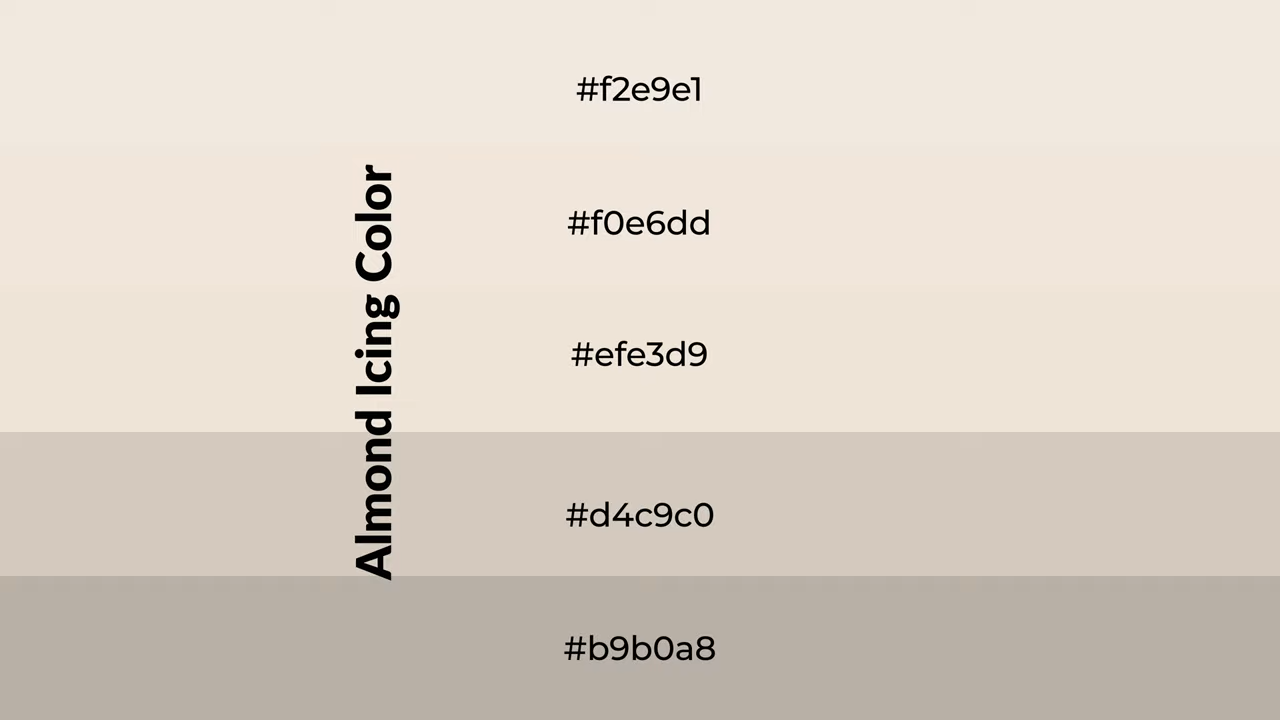 Almond Icing Color
#f2e9e1
#f0e6dd
#efe3d9
#d4c9c0
#b9b0a8